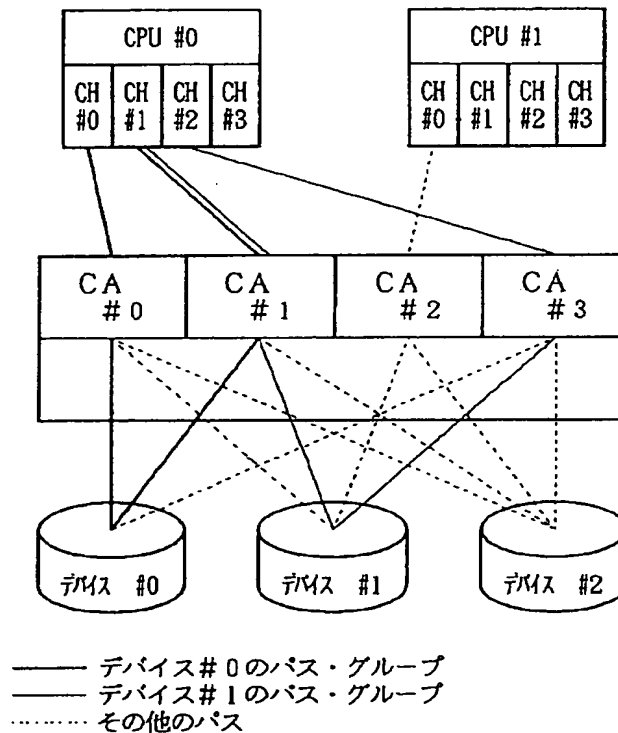 CPU #0
CH #0
CH #1
CH #2
CH #3
CPU #1
CH #0
CH #1
CH #2
CH #3
CA #0
CA #1
CA #2
CA #3
デバイス #0
デバイス #1
デバイス #2
デバイス#0のパス・グループ
デバイス#1のパス・グループ
その他のパス